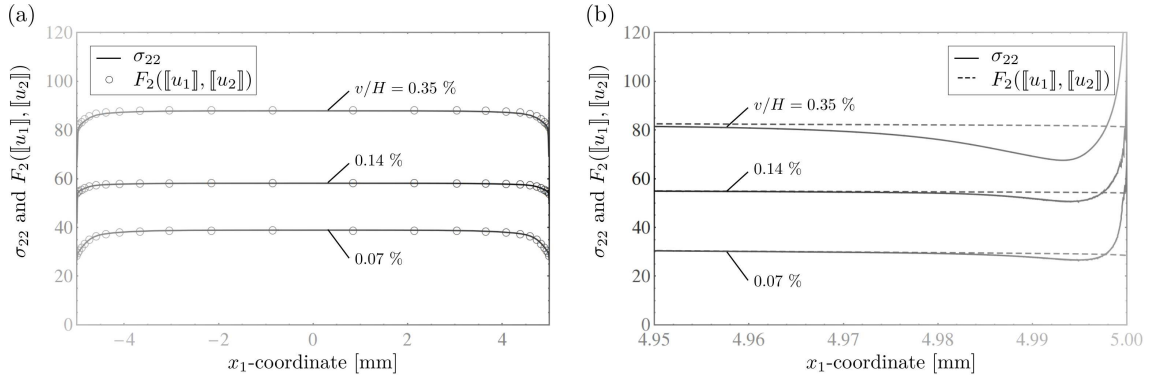 (a)
120
100
80
60
40
20
0
−4
−2
0
2
4
x₁-coordinate [mm]
σ₂₂ and F₂(⟦u₁⟧, ⟦u₂⟧)
σ₂₂
F₂(⟦u₁⟧, ⟦u₂⟧)
v/H = 0.35 %
0.14 %
0.07 %
(b)
120
100
80
60
40
20
0
4.95
4.96
4.97
4.98
4.99
5.00
x₁-coordinate [mm]
σ₂₂ and F₂(⟦u₁⟧, ⟦u₂⟧)
σ₂₂
F₂(⟦u₁⟧, ⟦u₂⟧)
v/H = 0.35 %
0.14 %
0.07 %